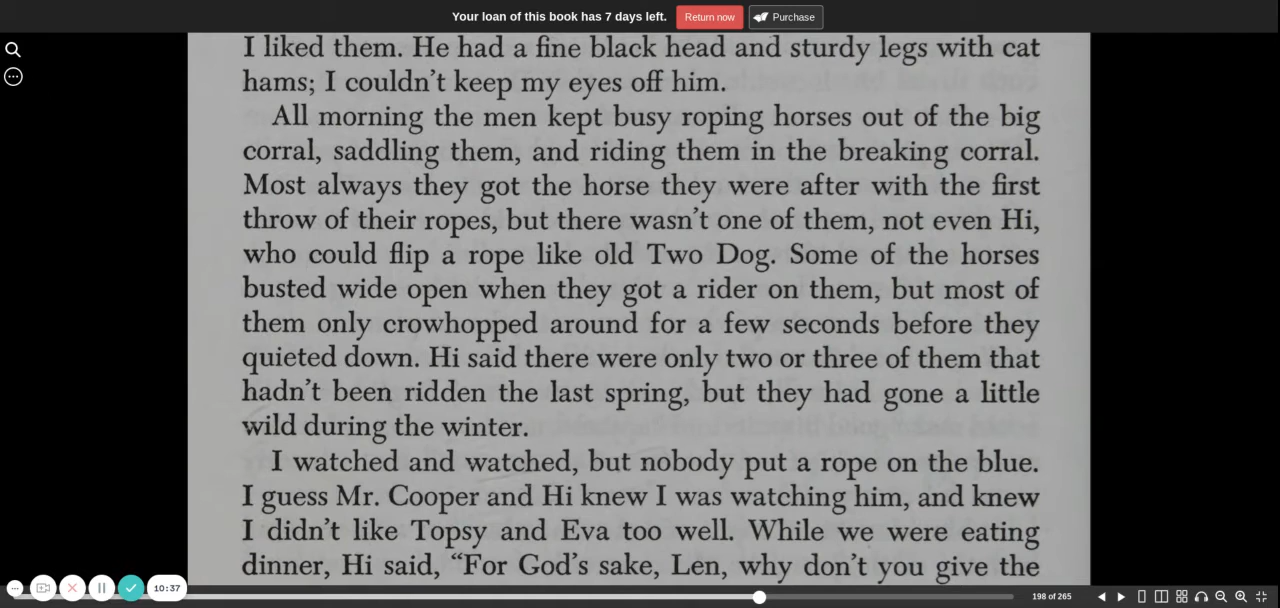 Your loan of this book has 7 days left. Return now Purchase
I liked them. He had a fine black head and sturdy legs with cat
hams; I couldn't keep my eyes off him.
All morning the men kept busy roping horses out of the big
corral, saddling them, and riding them in the breaking corral.
Most always they got the horse they were after with the first
throw of their ropes, but there wasn't one of them, not even Hi,
who could flip a rope like old Two Dog. Some of the horses
busted wide open when they got a rider on them, but most of
them only crowhopped around for a few seconds before they
quieted down. Hi said there were only two or three of them that
hadn't been ridden the last spring, but they had gone a little
wild during the winter.
I watched and watched, but nobody put a rope on the blue.
I guess Mr. Cooper and Hi knew I was watching him, and knew
I didn't like Topsy and Eva too well. While we were eating
dinner, Hi said, “For God's sake, Len, why don't you give the
10:37
198 of 265